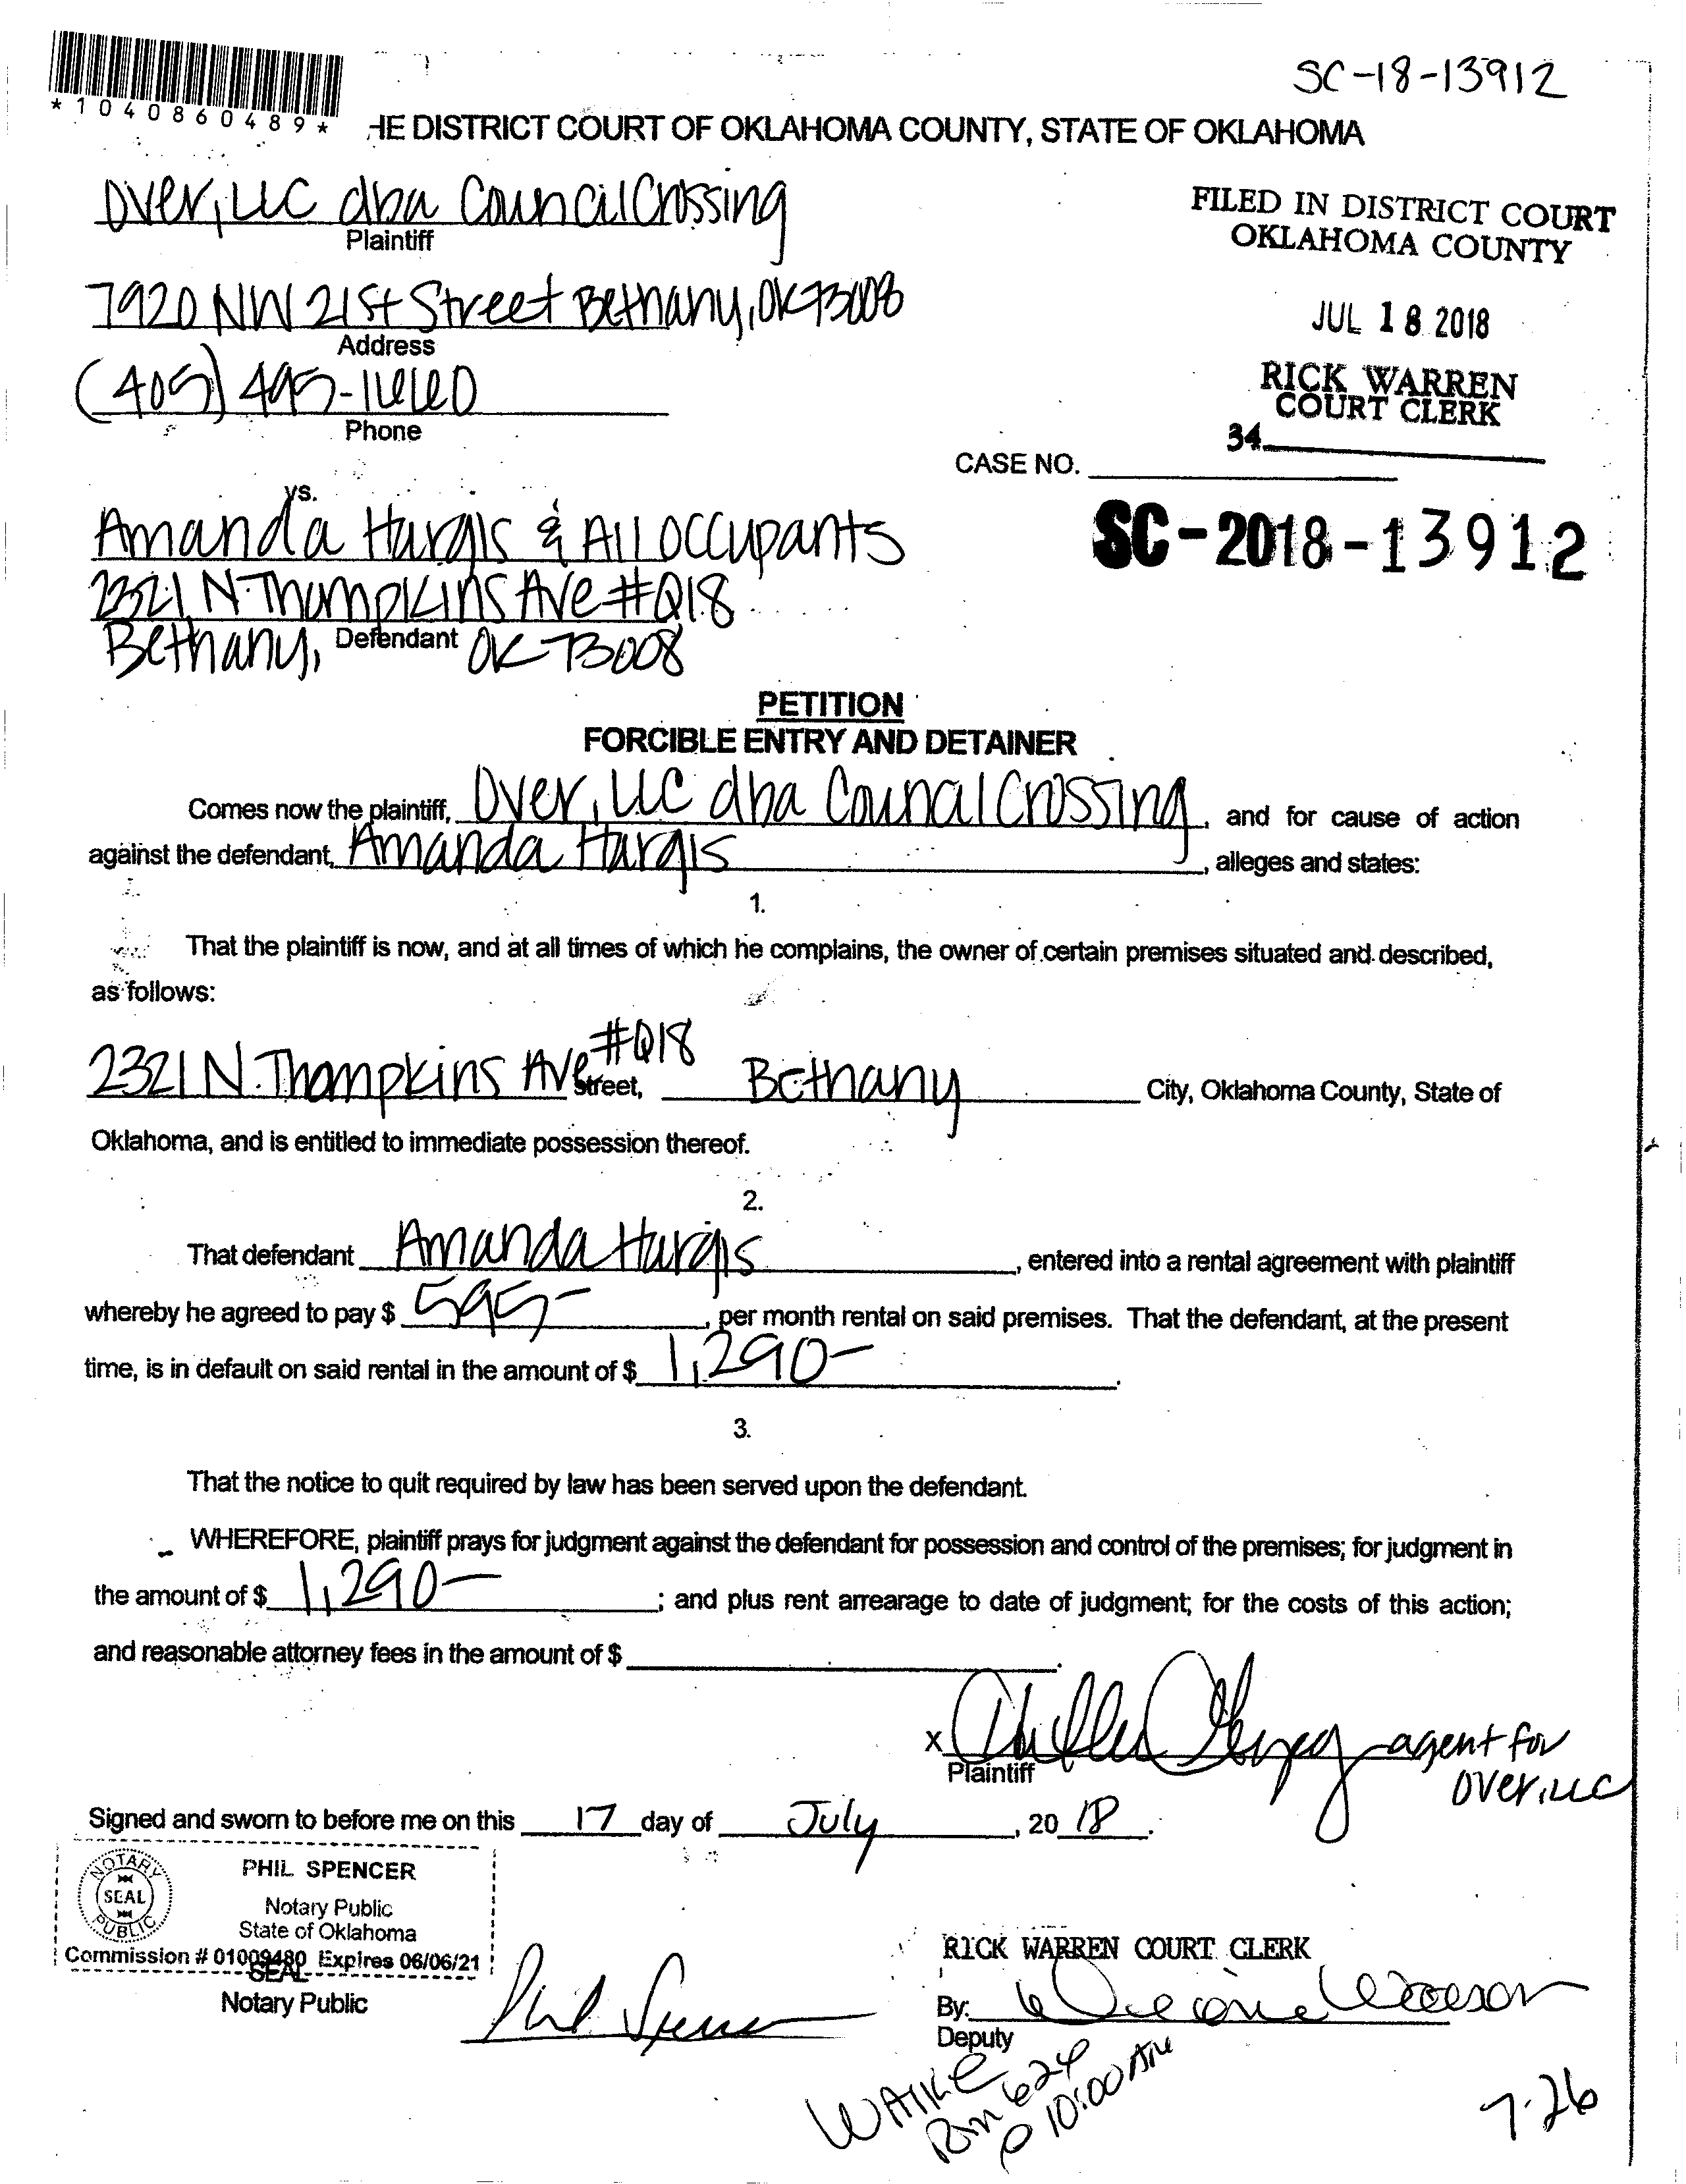 SC-18-13912
*1040860489*
HE DISTRICT COURT OF OKLAHOMA COUNTY, STATE OF OKLAHOMA
Over, LLC dba Council Crossing
Plaintiff
FILED IN DISTRICT COURT
OKLAHOMA COUNTY
7920 NW 21st Street Bethany, OK 73008
Address
JUL 18 2018
(405) 495-1660
Phone
RICK WARREN
COURT CLERK
34
CASE NO.
vs.
Amanda Hargis & All occupants
SC-2018-13912
2321 N. Thompkins Ave #Q18
Bethany, Defendant OK 73008
PETITION
FORCIBLE ENTRY AND DETAINER
Comes now the plaintiff, Over, LLC dba Council Crossing, and for cause of action
against the defendant, Amanda Hargis, alleges and states:
1.
That the plaintiff is now, and at all times of which he complains, the owner of certain premises situated and described,
as follows:
2321 N. Thompkins Ave #Q18 Street, Bethany City, Oklahoma County, State of
Oklahoma, and is entitled to immediate possession thereof.
2.
That defendant Amanda Hargis, entered into a rental agreement with plaintiff
whereby he agreed to pay $ 595-, per month rental on said premises. That the defendant, at the present
time, is in default on said rental in the amount of $ 1,290-.
3.
That the notice to quit required by law has been served upon the defendant.
WHEREFORE, plaintiff prays for judgment against the defendant for possession and control of the premises; for judgment in
the amount of $ 1,290-; and plus rent arrearage to date of judgment; for the costs of this action;
and reasonable attorney fees in the amount of $ .
X agent for
Plaintiff Over, LLC
Signed and sworn to before me on this 17 day of July, 2018.
NOTARY PUBLIC SEAL
PHIL SPENCER
Notary Public
State of Oklahoma
Commission # 01009480 Expires 06/06/21
SEAL
Notary Public
Phil Spencer
RICK WARREN COURT CLERK
By:
Deputy
Rm 624
@ 10:00 AM
7-26